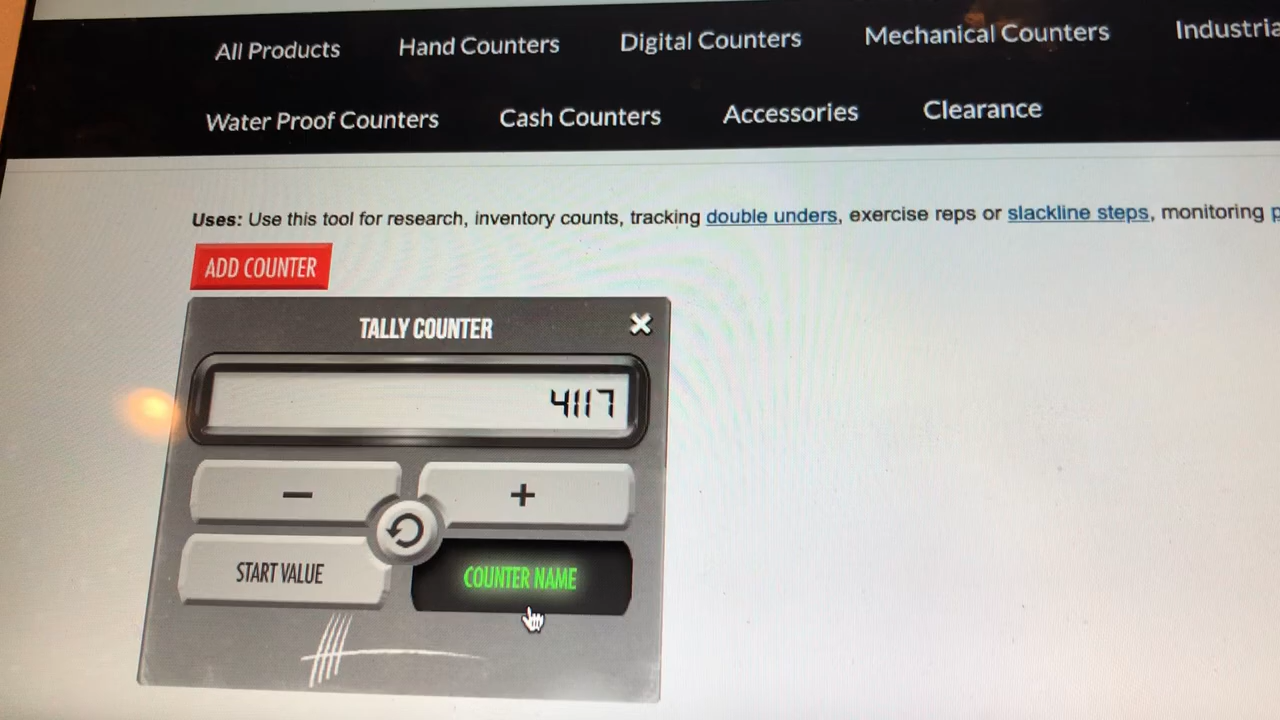 All Products Hand Counters Digital Counters Mechanical Counters
Water Proof Counters Cash Counters Accessories Clearance
Uses: Use this tool for research, inventory counts, tracking double unders, exercise reps or slackline steps, monitoring
ADD COUNTER
TALLY COUNTER
4117
− +
START VALUE COUNTER NAME